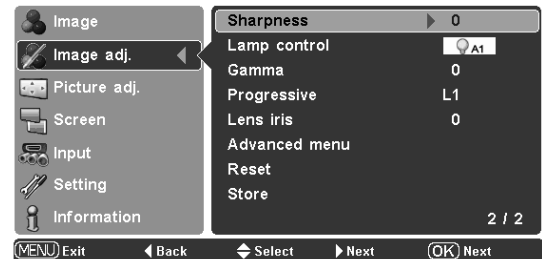 Image
Image adj.
Picture adj.
Screen
Input
Setting
Information
Sharpness 0
Lamp control A1
Gamma 0
Progressive L1
Lens iris 0
Advanced menu
Reset
Store
2 / 2
MENU Exit Back Select Next OK Next